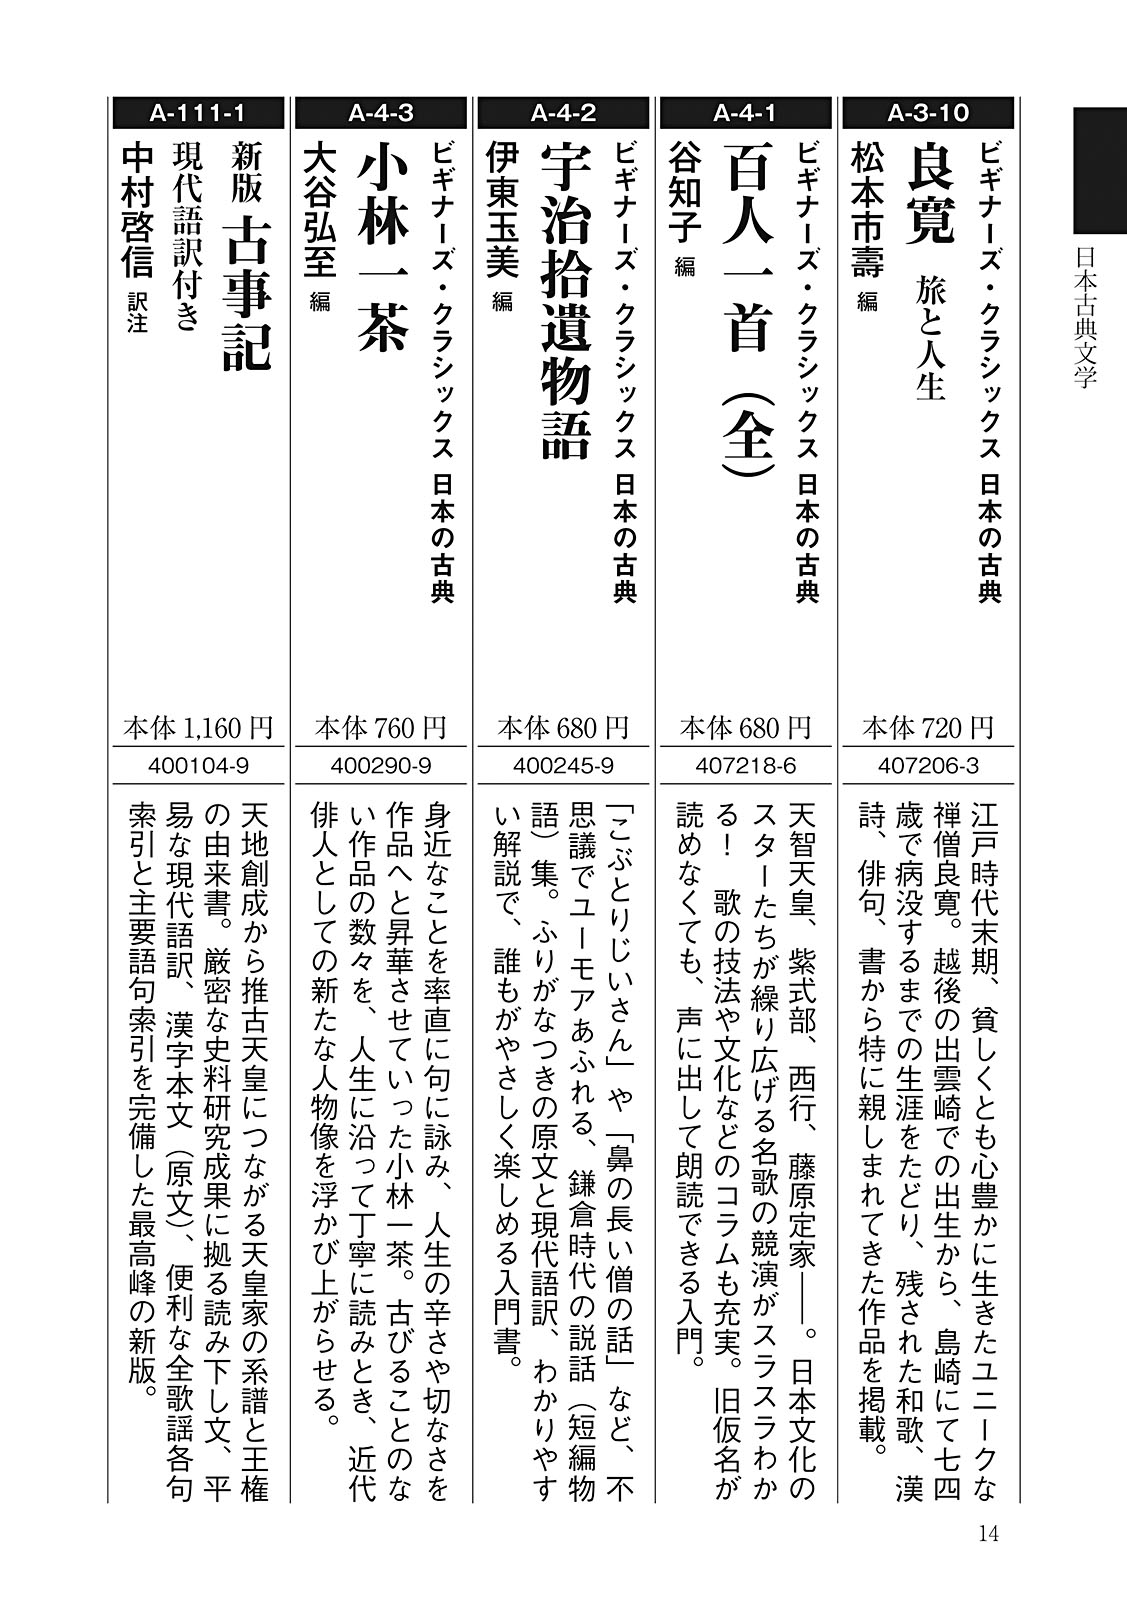 日本古典文学
A-3-10
ビギナーズ・クラシックス 日本の古典
良寛 旅と人生
松本市壽 編
本体 720 円
407206-3
江戸時代末期、貧しくとも心豊かに生きたユニークな
禅僧良寛。越後の出雲崎での出生から、島崎にて七四
歳で病没するまでの生涯をたどり、残された和歌、漢
詩、俳句、書から特に親しまれてきた作品を掲載。
A-4-1
ビギナーズ・クラシックス 日本の古典
百人一首（全）
谷知子 編
本体 680 円
407218-6
天智天皇、紫式部、西行、藤原定家――。日本文化の
スターたちが繰り広げる名歌の競演がスラスラわか
る！ 歌の技法や文化などのコラムも充実。旧仮名が
読めなくても、声に出して朗読できる入門。
A-4-2
ビギナーズ・クラシックス 日本の古典
宇治拾遺物語
伊東玉美 編
本体 680 円
400245-9
「こぶとりじいさん」や「鼻の長い僧の話」など、不
思議でユーモアあふれる、鎌倉時代の説話（短編物
語）集。ふりがなつきの原文と現代語訳、わかりやす
い解説で、誰もがやさしく楽しめる入門書。
A-4-3
ビギナーズ・クラシックス 日本の古典
小林一茶
大谷弘至 編
本体 760 円
400290-9
身近なことを率直に句に詠み、人生の辛さや切なさを
作品へと昇華させていった小林一茶。古びることのな
い作品の数々を、人生に沿って丁寧に読みとき、近代
俳人としての新たな人物像を浮かび上がらせる。
A-111-1
新版 古事記
現代語訳付き
中村啓信 訳注
本体 1,160 円
400104-9
天地創成から推古天皇につながる天皇家の系譜と王権
の由来書。厳密な史料研究成果に拠る読み下し文、平
易な現代語訳、漢字本文（原文）、便利な全歌謡各句
索引と主要語句索引を完備した最高峰の新版。
14